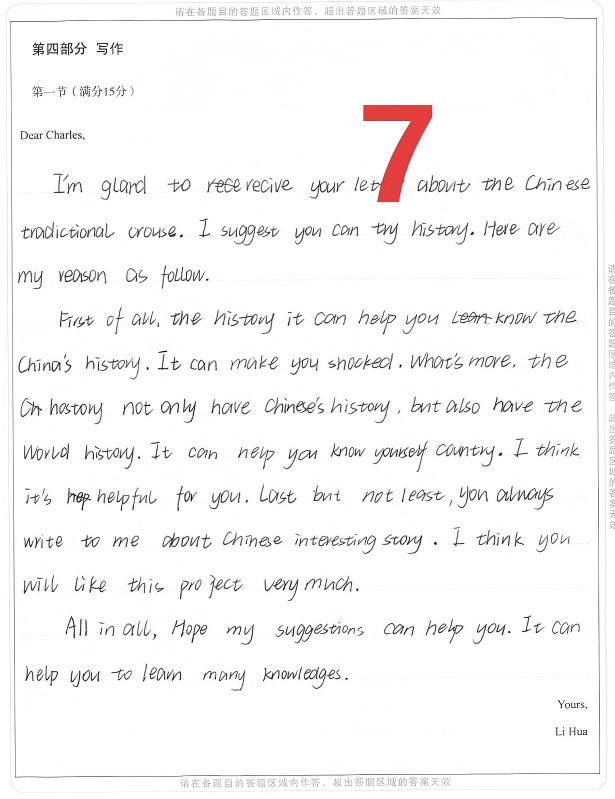 请在各题目的答题区域内作答，超出答题区域的答案无效
第四部分 写作
第一节（满分15分）
7
Dear Charles,
I'm glard to rece recive your letter about the Chinese
tradictional crouse. I suggest you can try history. Here are
my reason as follow.
First of all, the history it can help you lean know the
China's history. It can make you shocked. What's more, the
Ch hostory not only have Chinese's history, but also have the
World history. It can help you know yourself country. I think
it's hep helpful for you. Last but not least, you always
write to me about Chinese interesting story. I think you
will like this project very much.
All in all, Hope my suggestions can help you. It can
help you to learn many knowledges.
Yours,
Li Hua
请在各题目的答题区域内作答，超出答题区域的答案无效
请在各题目的答题区域内作答 超出答题区域的答案无效